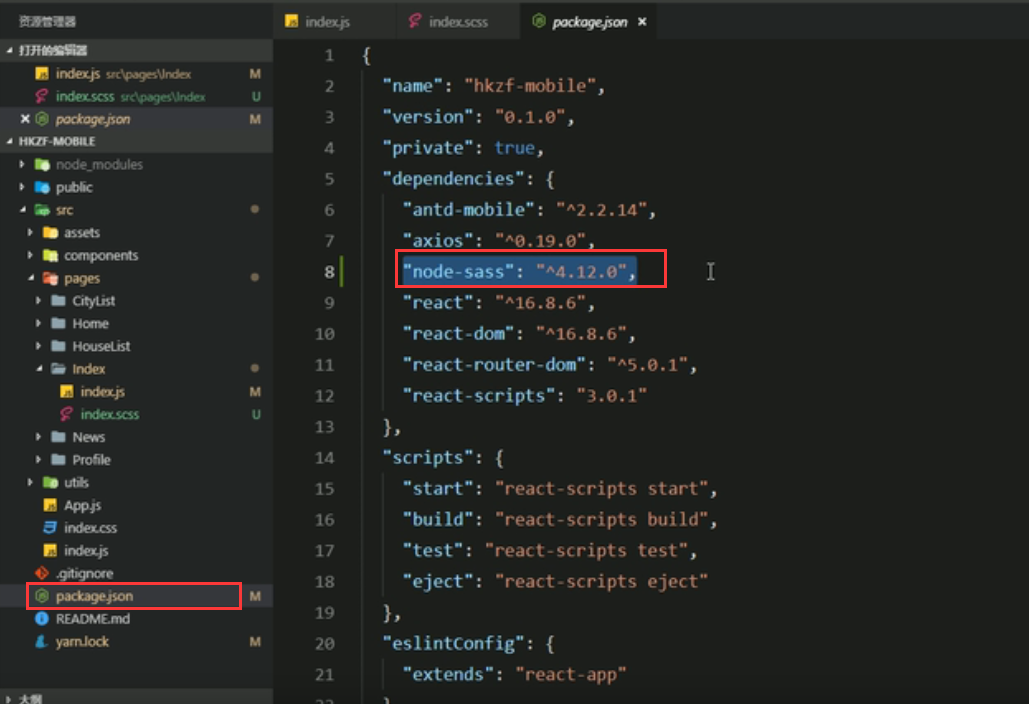 资源管理器
打开的编辑器
index.js src\pages\Index M
index.scss src\pages\Index U
package.json M
HKZF-MOBILE
node_modules
public
src
assets
components
pages
CityList
Home
HouseList
Index
index.js M
index.scss U
News
Profile
utils
App.js
index.css
index.js
.gitignore
package.json M
README.md
yarn.lock M
大纲
index.js index.scss package.json
1 {
2 "name": "hkzf-mobile",
3 "version": "0.1.0",
4 "private": true,
5 "dependencies": {
6 "antd-mobile": "^2.2.14",
7 "axios": "^0.19.0",
8 "node-sass": "^4.12.0",
9 "react": "^16.8.6",
10 "react-dom": "^16.8.6",
11 "react-router-dom": "^5.0.1",
12 "react-scripts": "3.0.1"
13 },
14 "scripts": {
15 "start": "react-scripts start",
16 "build": "react-scripts build",
17 "test": "react-scripts test",
18 "eject": "react-scripts eject"
19 },
20 "eslintConfig": {
21 "extends": "react-app"